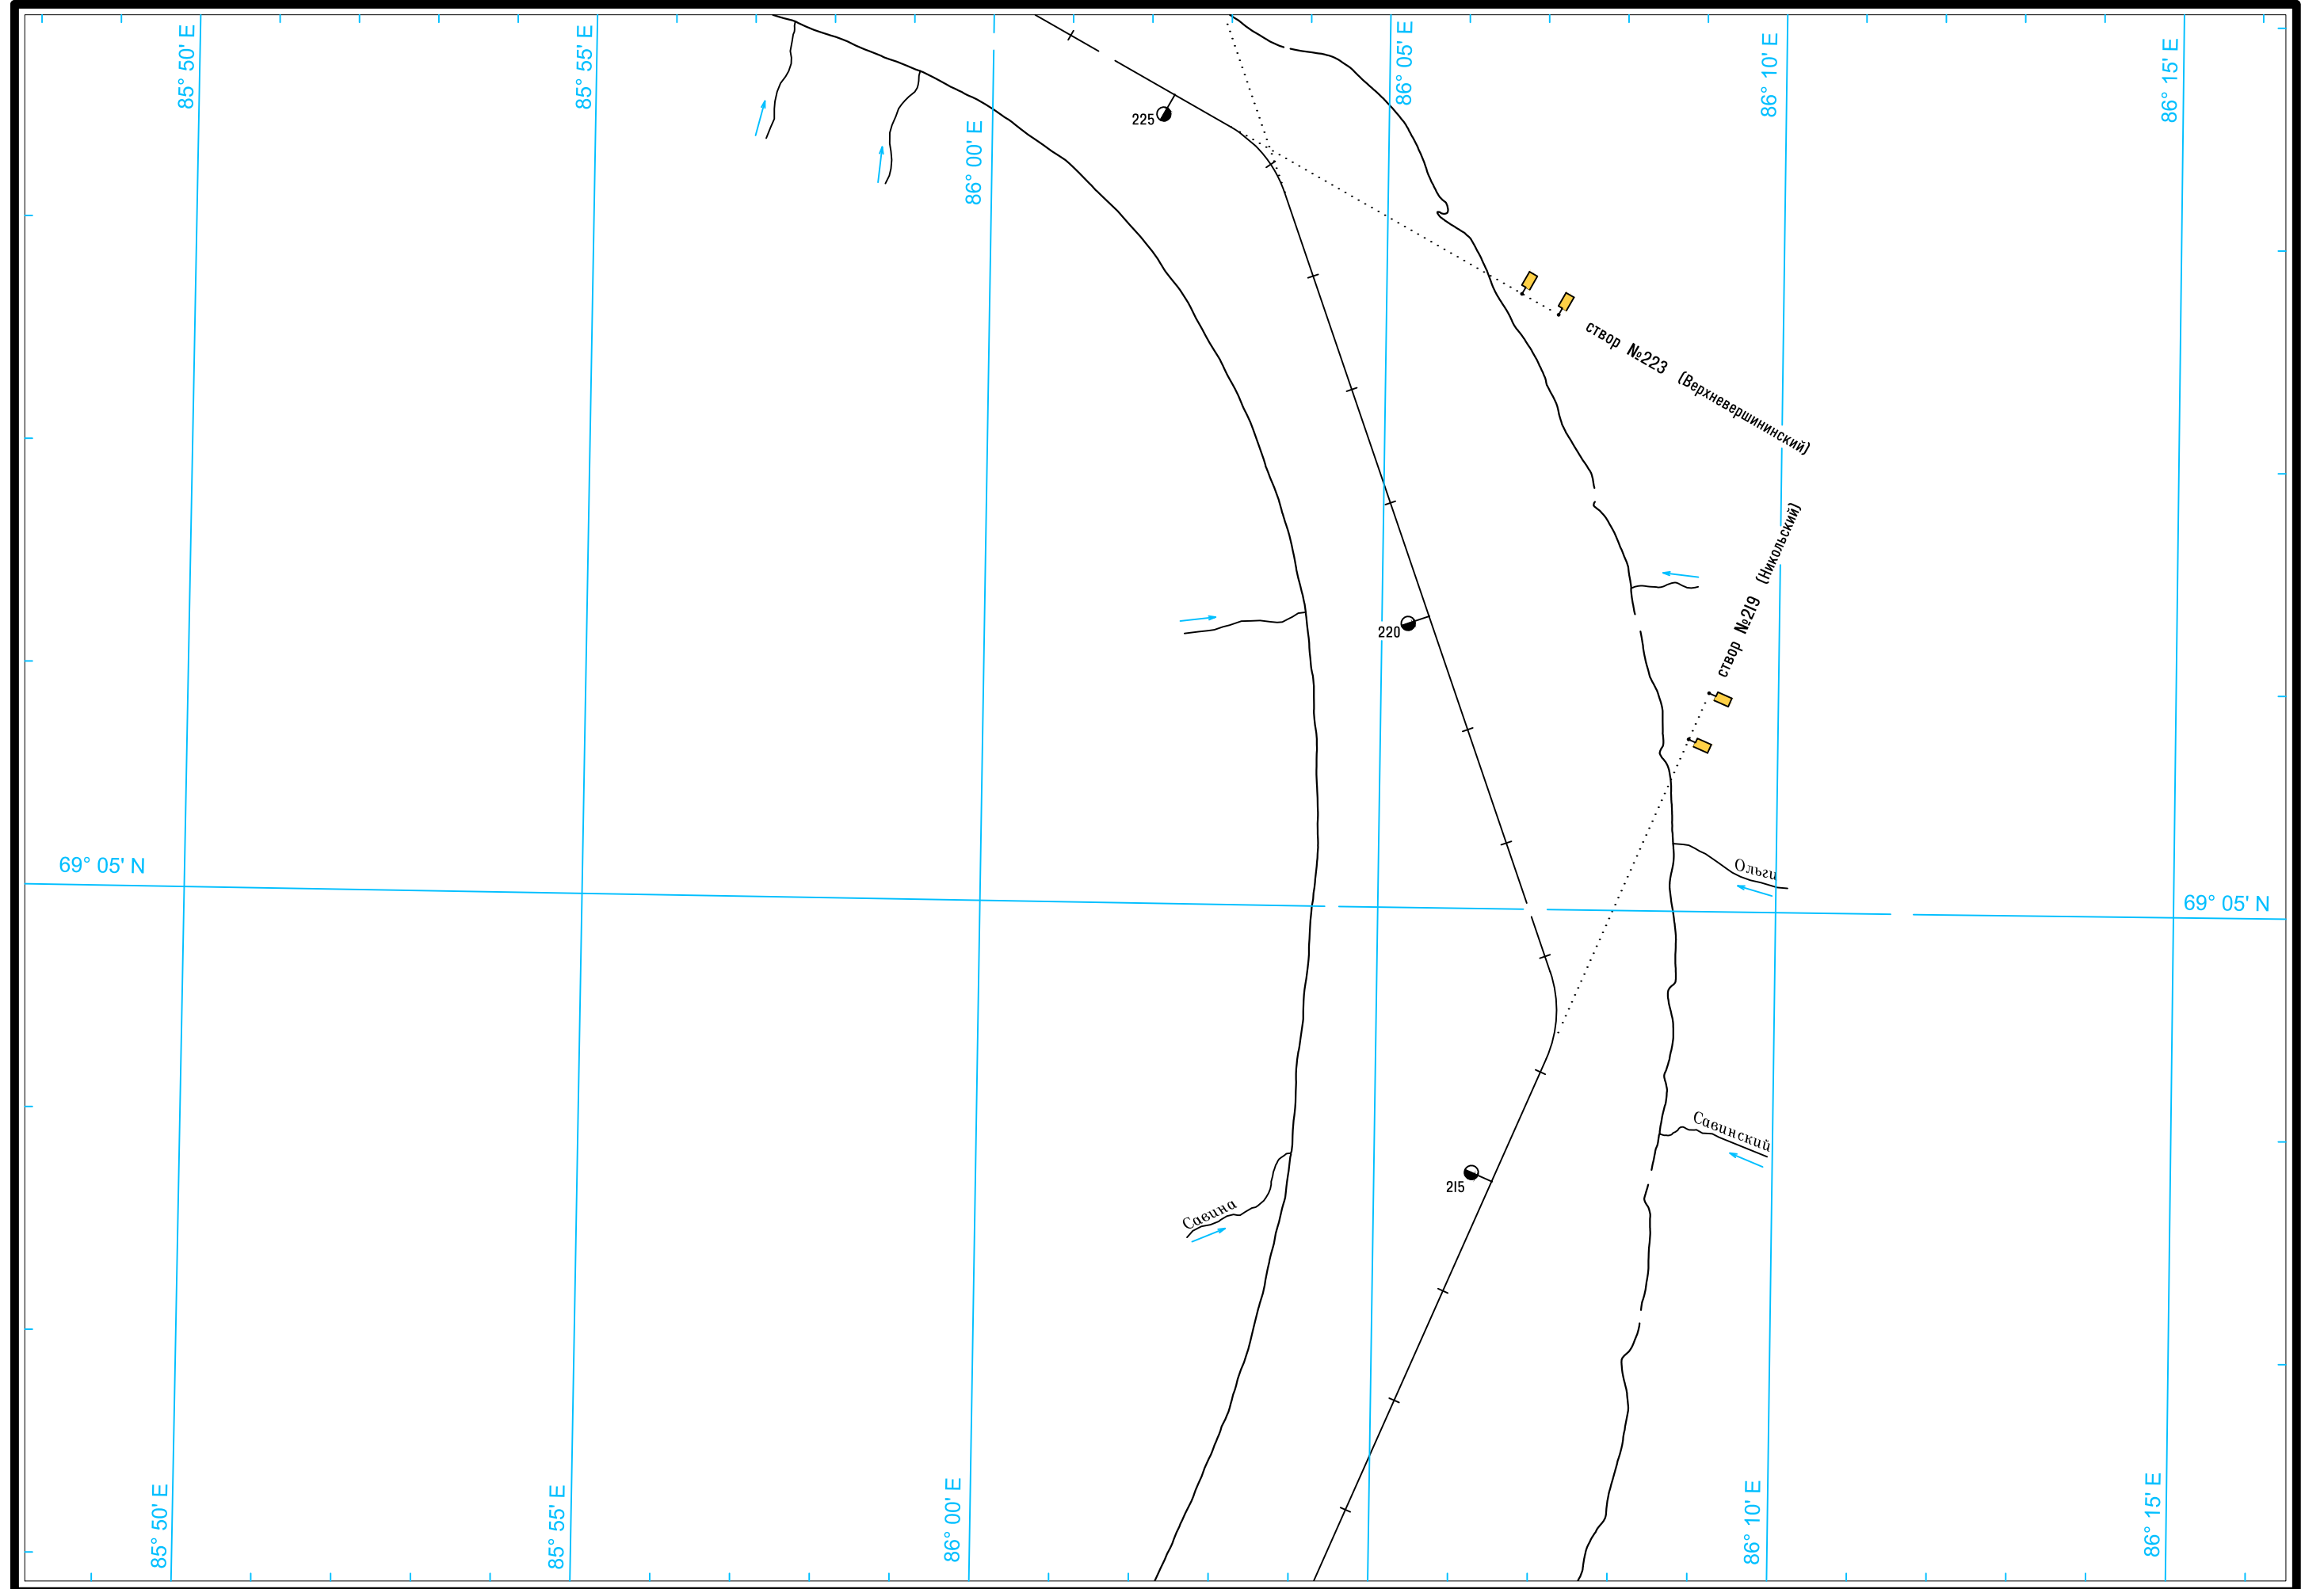 85° 50' E
85° 55' E
86° 00' E
86° 05' E
86° 10' E
86° 15' E
225
створ №223 (Верхневершининский)
створ №219 (Никольский)
220
69° 05' N
Ольги
69° 05' N
Савинский
215
Савина
85° 50' E
85° 55' E
86° 00' E
86° 10' E
86° 15' E